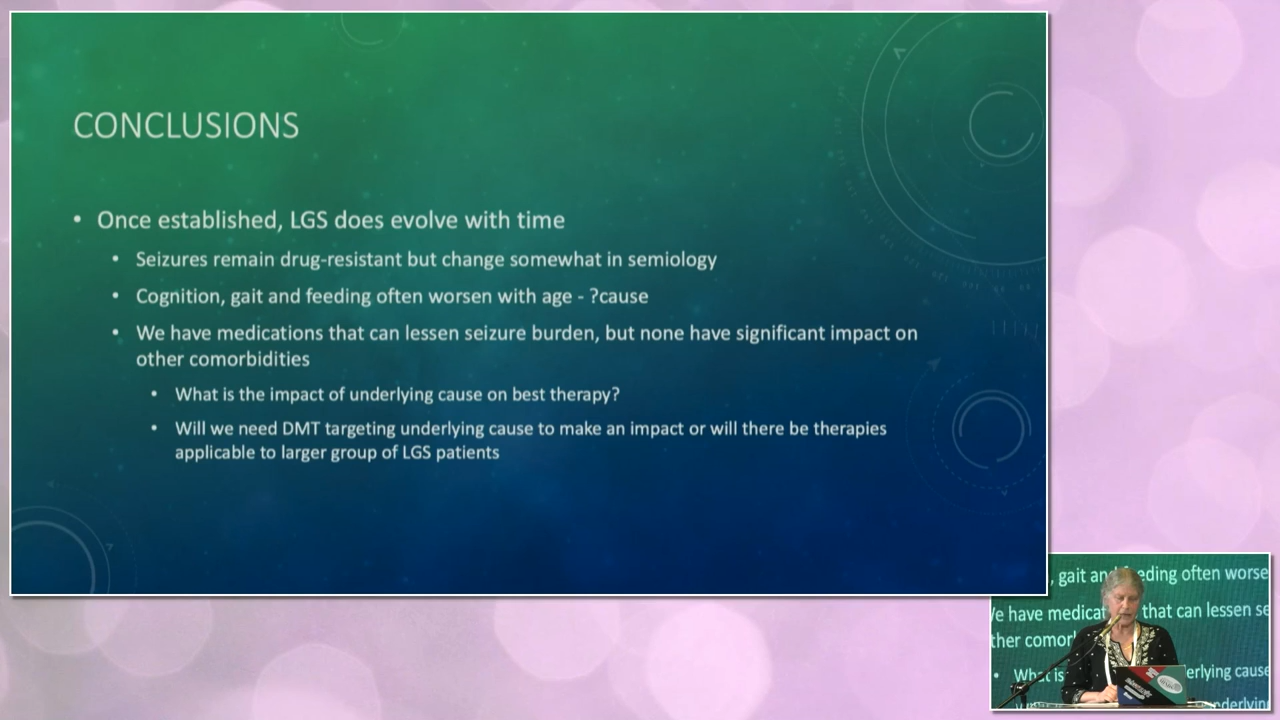 CONCLUSIONS
• Once established, LGS does evolve with time
• Seizures remain drug-resistant but change somewhat in semiology
• Cognition, gait and feeding often worsen with age - ?cause
• We have medications that can lessen seizure burden, but none have significant impact on
other comorbidities
• What is the impact of underlying cause on best therapy?
• Will we need DMT targeting underlying cause to make an impact or will there be therapies
applicable to larger group of LGS patients
, gait and eding often worse
e have medicat that can lessen se
ther comor
• What is erlying cause